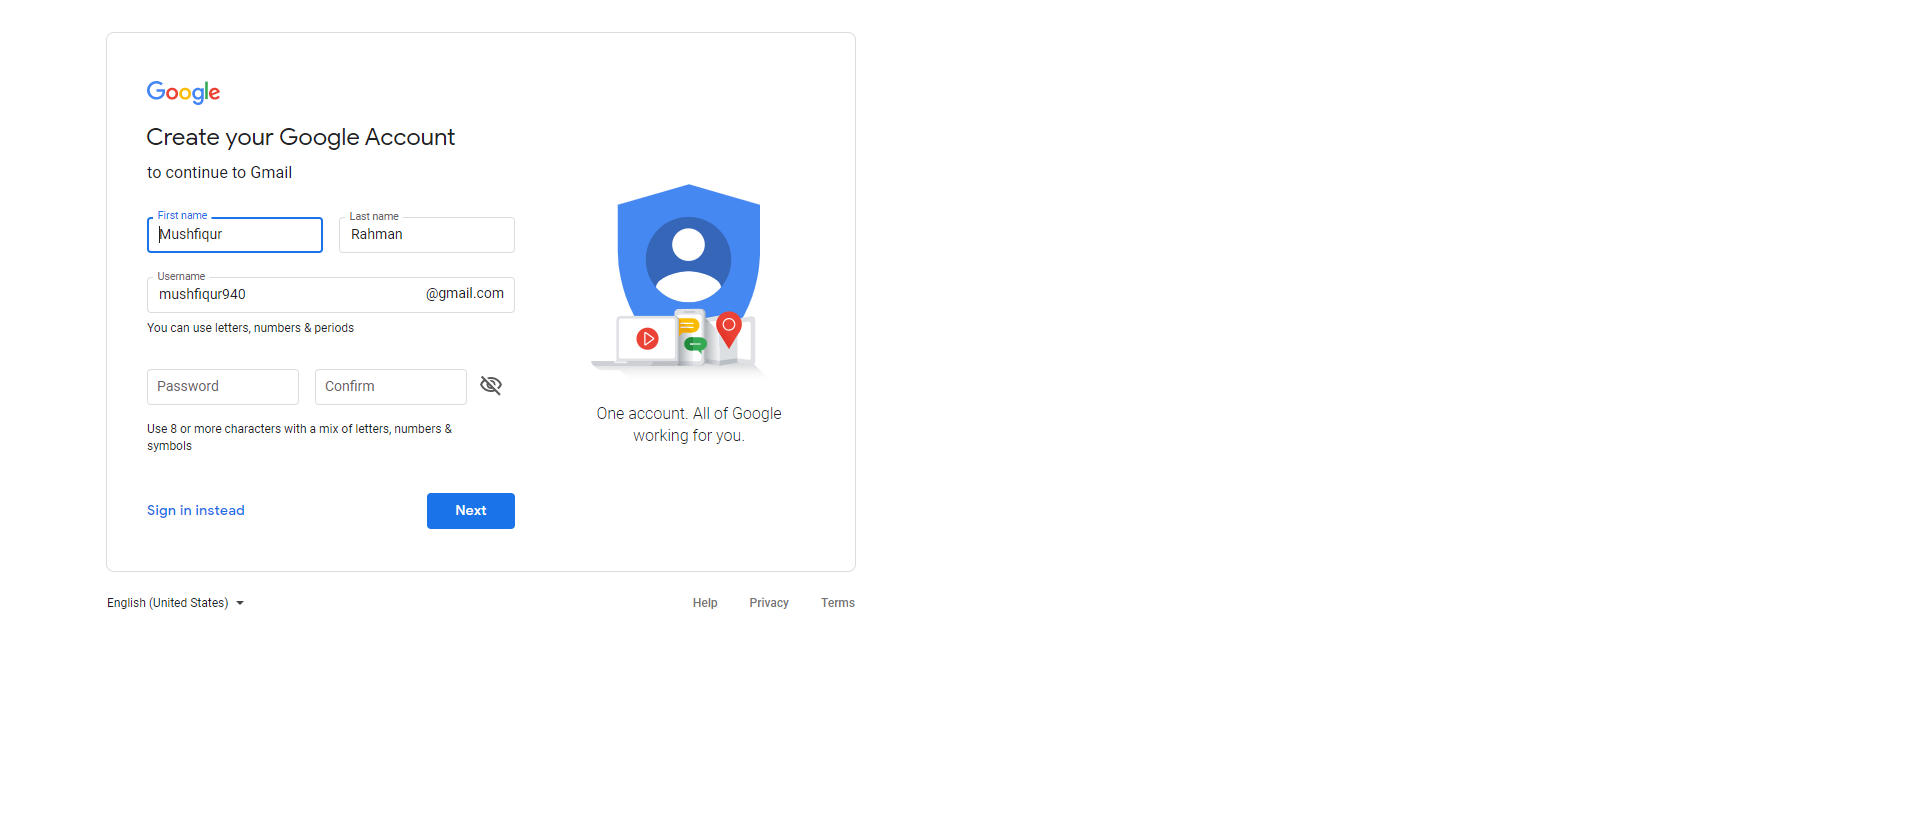 Google
Create your Google Account
to continue to Gmail
First name
Mushfiqur
Last name
Rahman
Username
mushfiqur940
@gmail.com
You can use letters, numbers & periods
Password
Confirm
Use 8 or more characters with a mix of letters, numbers &
symbols
Sign in instead
Next
One account. All of Google
working for you.
English (United States)
Help
Privacy
Terms